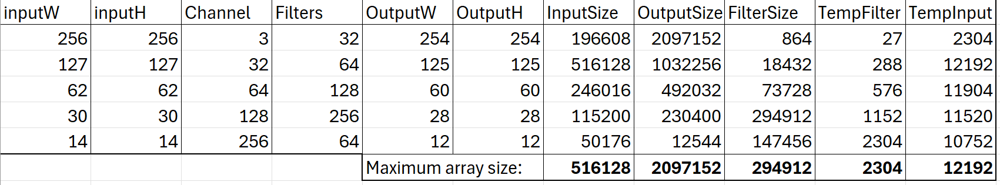 inputW inputH Channel Filters OutputW OutputH InputSize OutputSize FilterSize TempFilter TempInput
256 256 3 32 254 254 196608 2097152 864 27 2304
127 127 32 64 125 125 516128 1032256 18432 288 12192
62 62 64 128 60 60 246016 492032 73728 576 11904
30 30 128 256 28 28 115200 230400 294912 1152 11520
14 14 256 64 12 12 50176 12544 147456 2304 10752
Maximum array size: 516128 2097152 294912 2304 12192